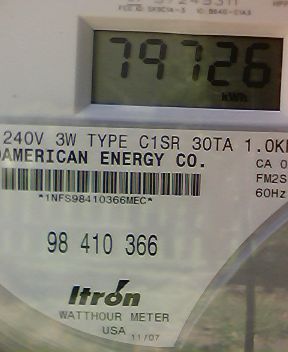 79726
kWh
240V 3W TYPE C1SR 30TA 1.0K
AMERICAN ENERGY CO.
CA 0
FM2S
60Hz
*1NFS98410366MEC*
98 410 366
Itron
WATTHOUR METER
USA 11/07